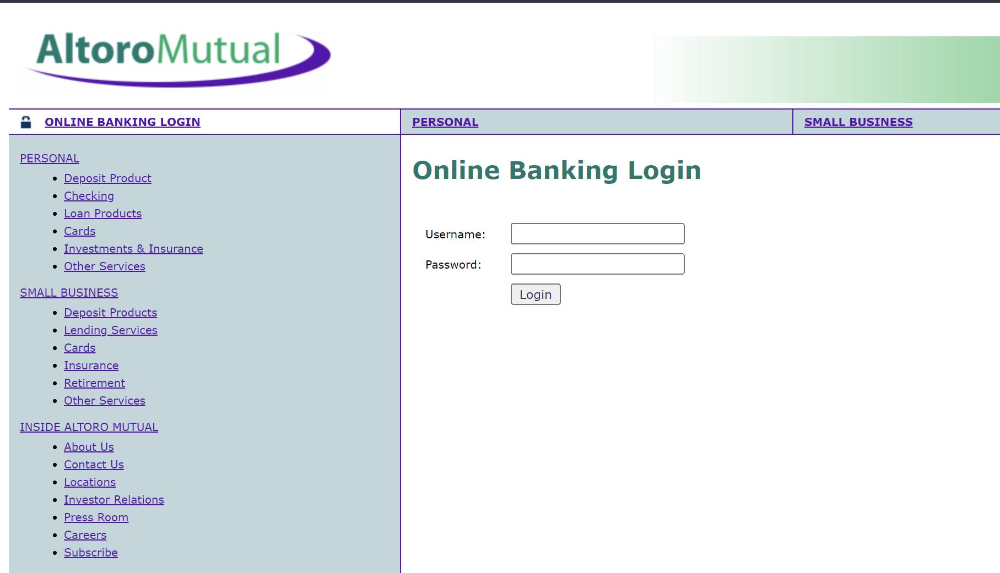 AltoroMutual
ONLINE BANKING LOGIN
PERSONAL
SMALL BUSINESS
PERSONAL
Deposit Product
Checking
Loan Products
Cards
Investments & Insurance
Other Services
SMALL BUSINESS
Deposit Products
Lending Services
Cards
Insurance
Retirement
Other Services
INSIDE ALTORO MUTUAL
About Us
Contact Us
Locations
Investor Relations
Press Room
Careers
Subscribe
Online Banking Login
Username:
Password:
Login